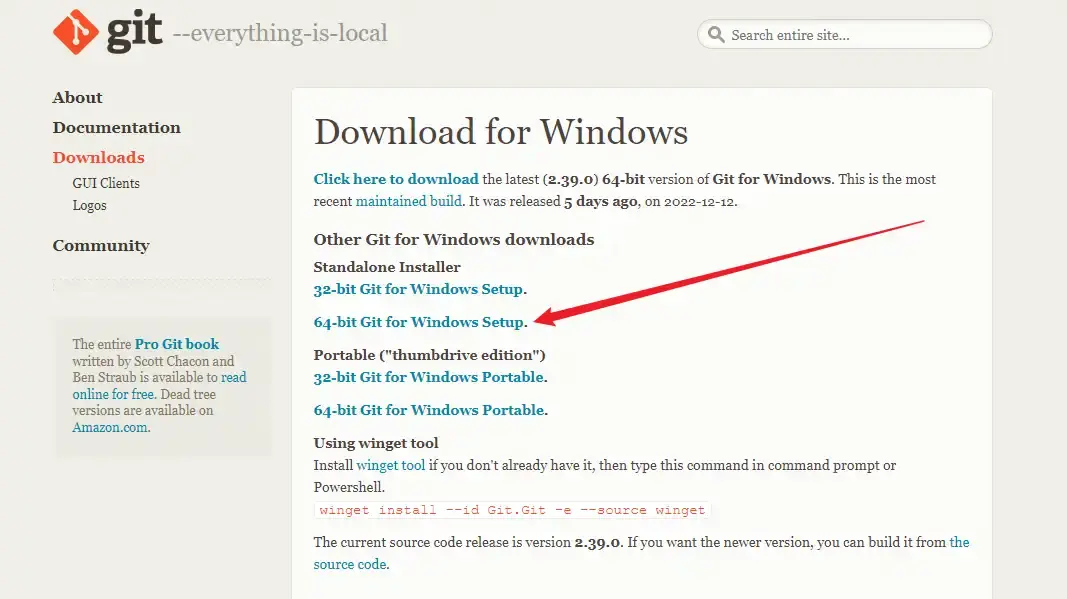 git --everything-is-local
Search entire site...
About
Documentation
Downloads
GUI Clients
Logos
Community
The entire Pro Git book
written by Scott Chacon and
Ben Straub is available to read
online for free. Dead tree
versions are available on
Amazon.com.
Download for Windows
Click here to download the latest (2.39.0) 64-bit version of Git for Windows. This is the most
recent maintained build. It was released 5 days ago, on 2022-12-12.
Other Git for Windows downloads
Standalone Installer
32-bit Git for Windows Setup.
64-bit Git for Windows Setup.
Portable ("thumbdrive edition")
32-bit Git for Windows Portable.
64-bit Git for Windows Portable.
Using winget tool
Install winget tool if you don't already have it, then type this command in command prompt or
Powershell.
winget install --id Git.Git -e --source winget
The current source code release is version 2.39.0. If you want the newer version, you can build it from the
source code.